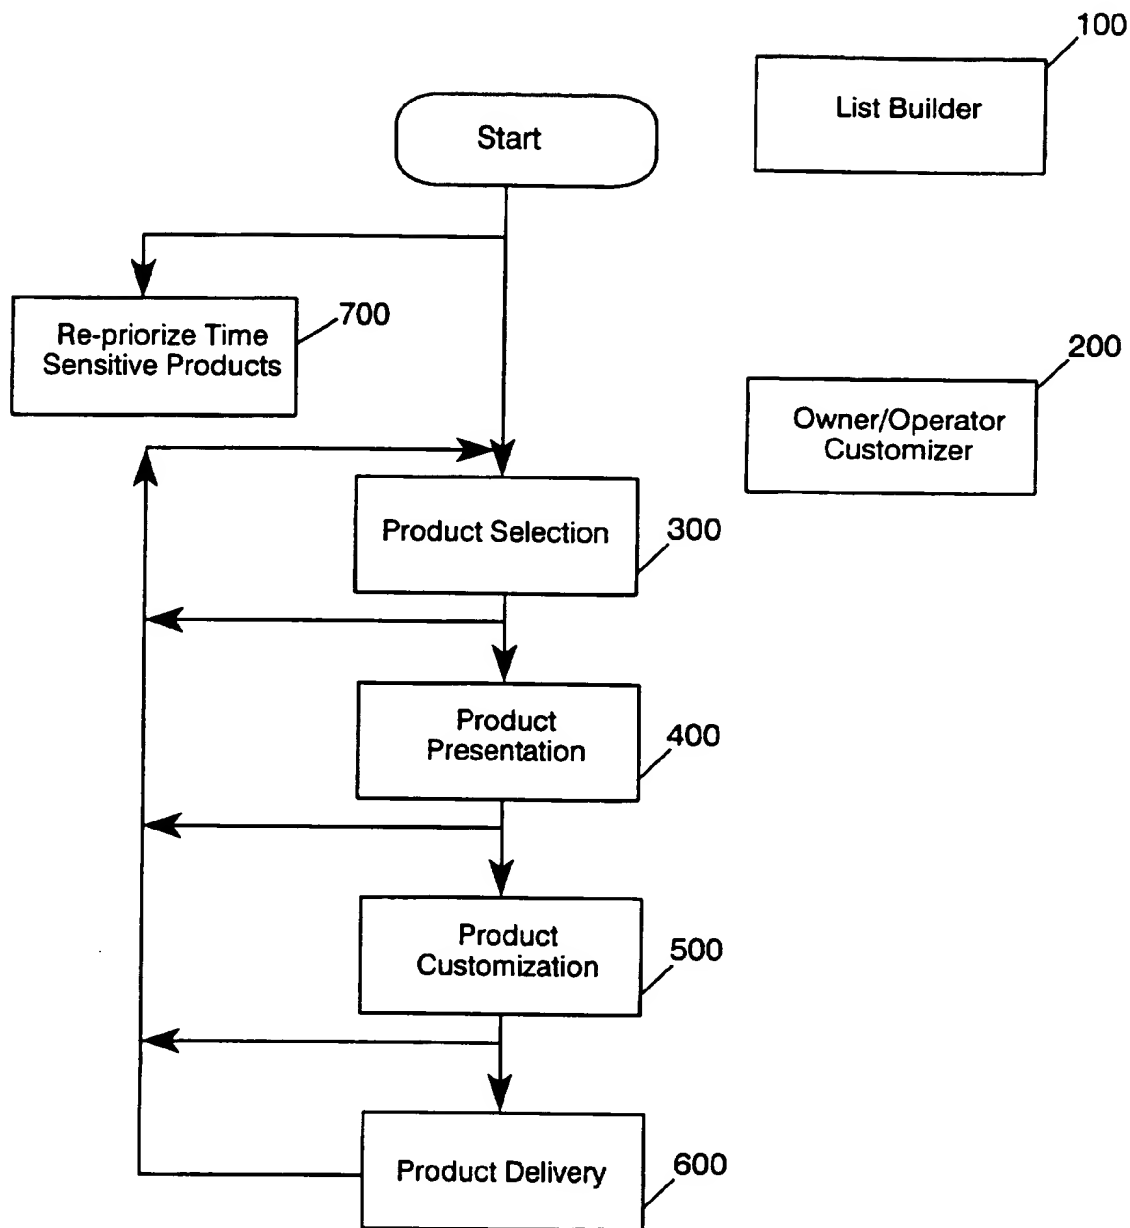 100
List Builder
Start
700
Re-priorize Time
Sensitive Products
200
Owner/Operator
Customizer
Product Selection
300
Product
Presentation
400
Product
Customization
500
Product Delivery
600